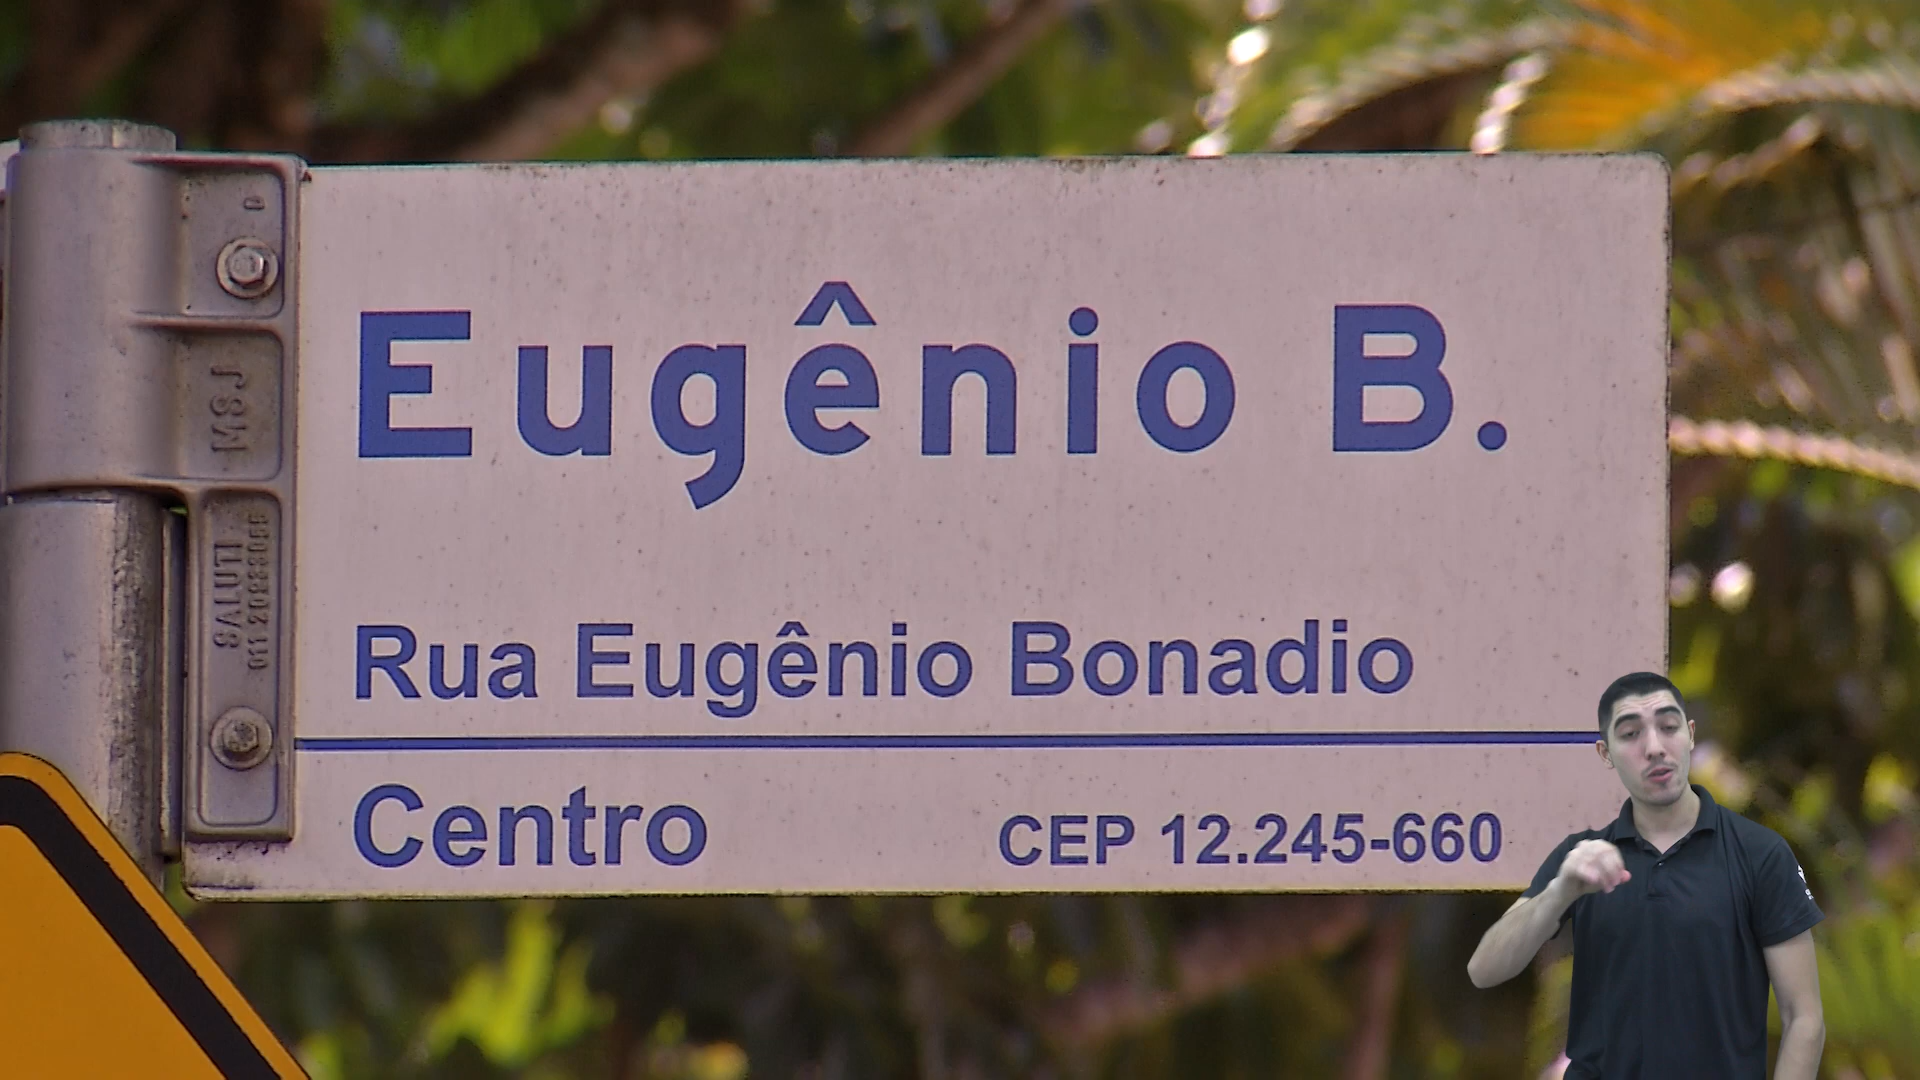 Eugênio B.
Rua Eugênio Bonadio
Centro
CEP 12.245-660
MSJ
SALUTI